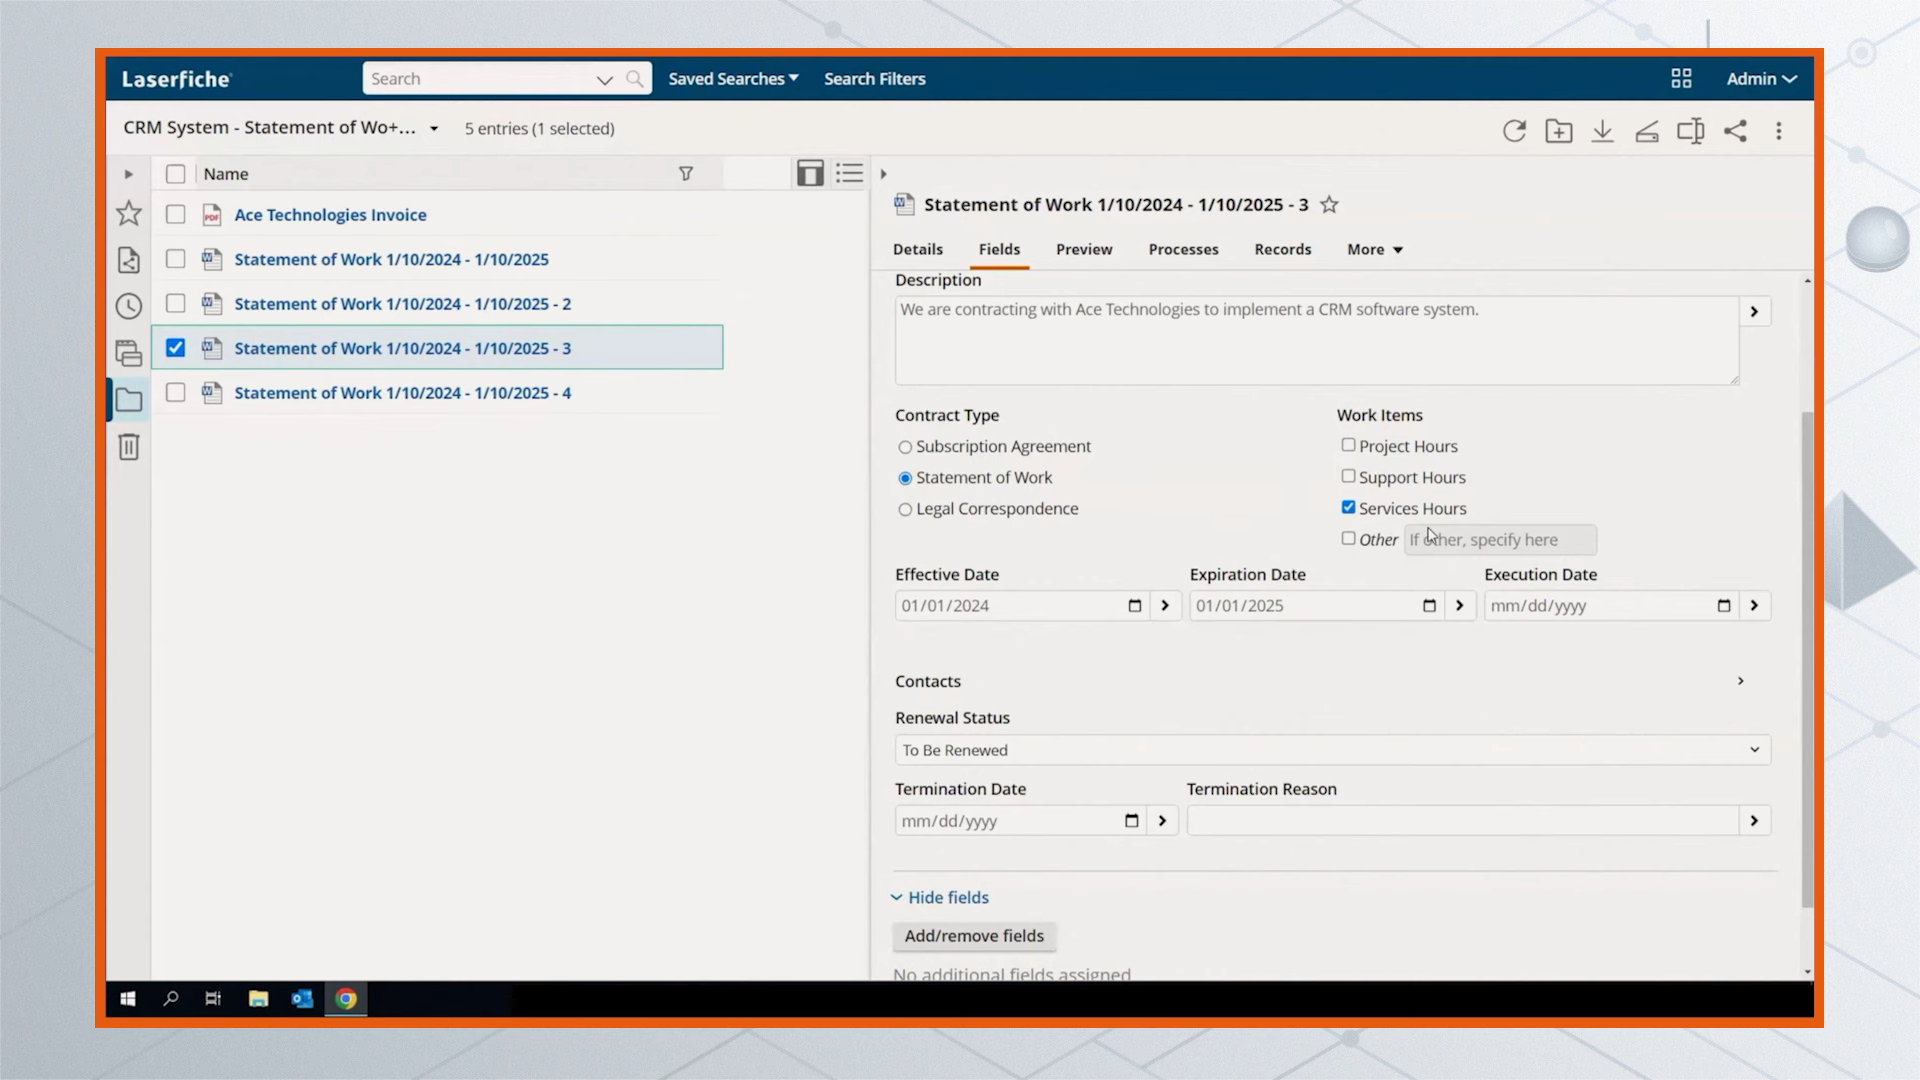 Laserfiche
Search
Saved Searches
Search Filters
Admin
CRM System - Statement of Wo+...
5 entries (1 selected)
Name
PDF
Ace Technologies Invoice
Statement of Work 1/10/2024 - 1/10/2025
Statement of Work 1/10/2024 - 1/10/2025 - 2
Statement of Work 1/10/2024 - 1/10/2025 - 3
Statement of Work 1/10/2024 - 1/10/2025 - 4
Statement of Work 1/10/2024 - 1/10/2025 - 3
Details Fields Preview Processes Records More
Description
We are contracting with Ace Technologies to implement a CRM software system.
Contract Type
Subscription Agreement
Statement of Work
Legal Correspondence
Work Items
Project Hours
Support Hours
Services Hours
Other If other, specify here
Effective Date Expiration Date Execution Date
01/01/2024 01/01/2025 mm/dd/yyyy
Contacts
Renewal Status
To Be Renewed
Termination Date Termination Reason
mm/dd/yyyy
Hide fields
Add/remove fields
No additional fields assigned